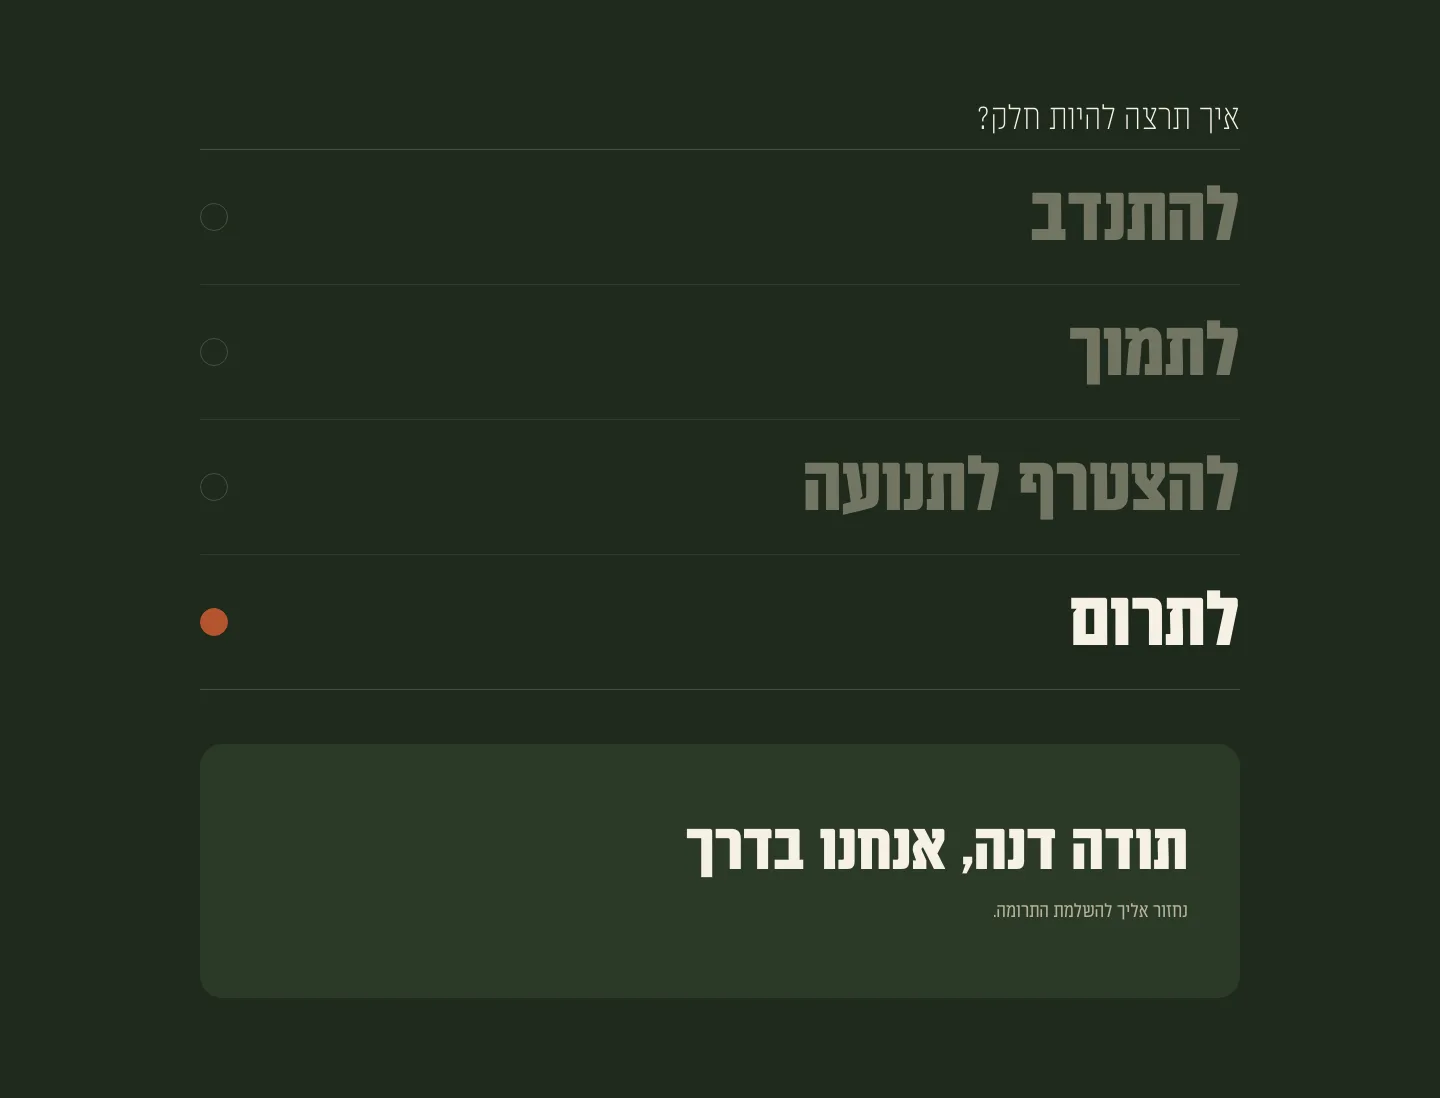 איך תרצה להיות חלק?
להתנדב
לתמוך
להצטרף לתנועה
לתרום
תודה דנה, אנחנו בדרך
נחזור אליך להשלמת התרומה.